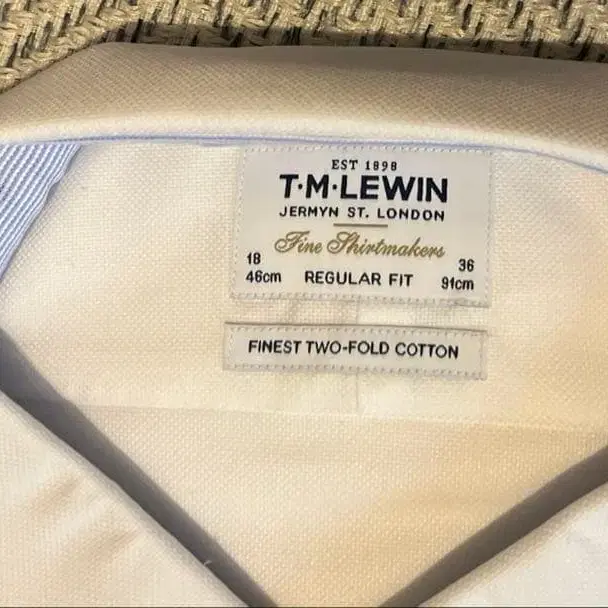 EST 1898
T·M·LEWIN
JERMYN ST. LONDON
Fine Shirtmakers
18 36
46cm REGULAR FIT 91cm
FINEST TWO-FOLD COTTON